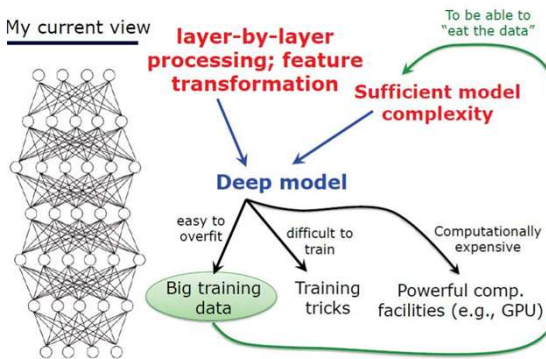 My current view
layer-by-layer
processing; feature
transformation
To be able to
“eat the data”
Sufficient model
complexity
Deep model
easy to
overfit
difficult to
train
Computationally
expensive
Big training
data
Training
tricks
Powerful comp.
facilities (e.g., GPU)